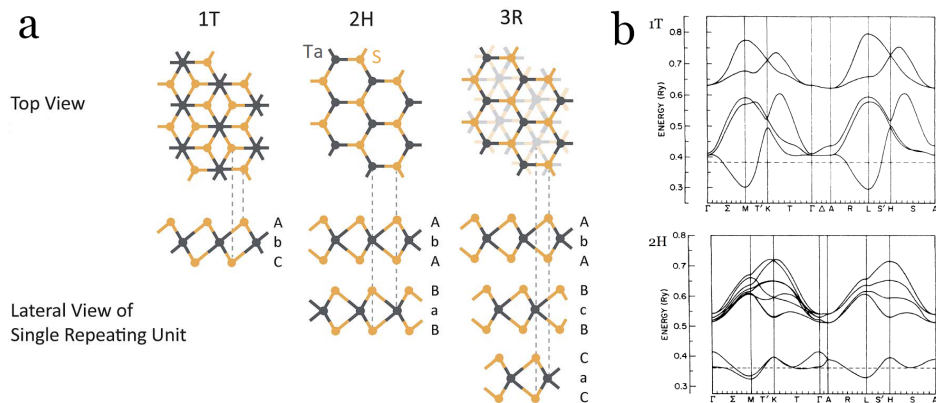 a
1T 2H 3R
Top View
Ta S
Lateral View of
Single Repeating Unit
A
b
C
A
b
A
B
a
B
A
b
A
B
c
B
C
a
C
b
1T
ENERGY (Ry)
0.8
0.7
0.6
0.5
0.4
0.3
Γ Σ M T' K T Γ Δ A R L S' H S A
2H
ENERGY (Ry)
0.8
0.7
0.6
0.5
0.4
0.3
Γ Σ M T' K T Γ Δ A R L S' H S A